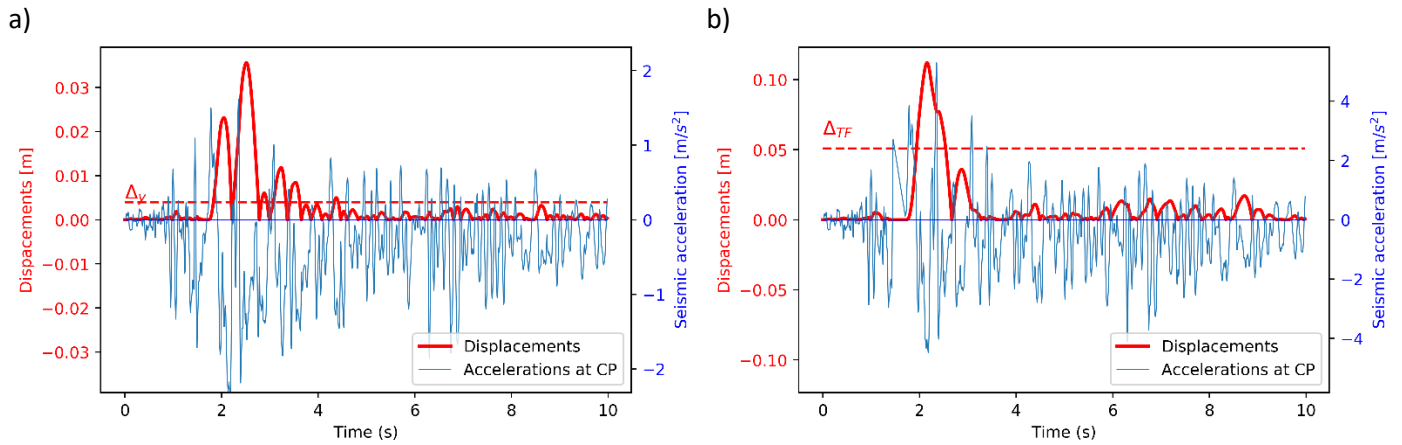 a)
Dispacements [m]
0.03
0.02
0.01
0.00
−0.01
−0.02
−0.03
Δy
2
1
0
−1
−2
Seismic acceleration [m/s²]
Displacements
Accelerations at CP
0 2 4 6 8 10
Time (s)
b)
Dispacements [m]
0.10
0.05
0.00
−0.05
−0.10
ΔTF
4
2
0
−2
−4
Seismic acceleration [m/s²]
Displacements
Accelerations at CP
0 2 4 6 8 10
Time (s)